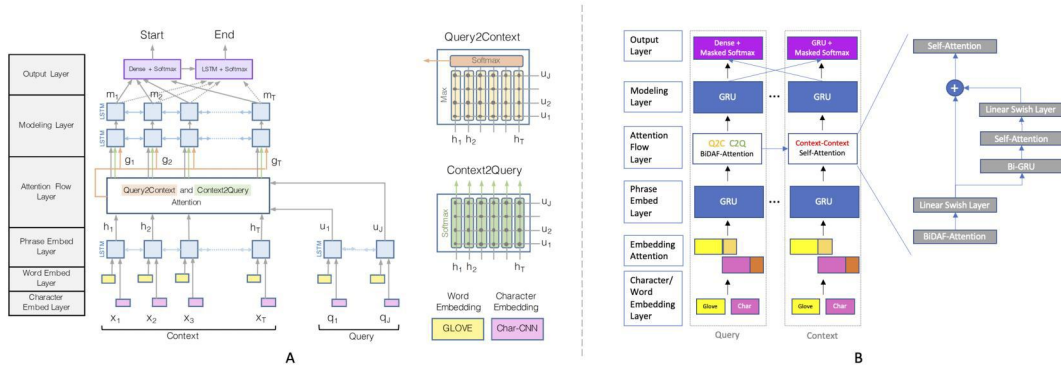 Start End
Output Layer
Dense + Softmax
LSTM + Softmax
m1 m2 mT
Modeling Layer
LSTM
LSTM
g1 g2 gT
Attention Flow
Layer
Query2Context and Context2Query
Attention
h1 h2 hT
u1 uJ
Phrase Embed
Layer
LSTM
LSTM
Word Embed
Layer
Character
Embed Layer
x1 x2 x3 xT
q1 qJ
Context
Query
A
Query2Context
Softmax
Max
uJ
u2
u1
h1 h2 hT
Context2Query
Softmax
uJ
u2
u1
h1 h2 hT
Word
Embedding
GLOVE
Character
Embedding
Char-CNN
Output
Layer
Dense +
Masked Softmax
GRU +
Masked Softmax
Modeling
Layer
GRU
...
GRU
Attention
Flow
Layer
Q2C C2Q
BiDAF-Attention
Context-Context
Self-Attention
Phrase
Embed
Layer
GRU
...
GRU
Embedding
Attention
Character/
Word
Embedding
Layer
Glove
Char
Glove
Char
Query
Context
Self-Attention
+
Linear Swish Layer
Self-Attention
Bi-GRU
Linear Swish Layer
BiDAF-Attention
B